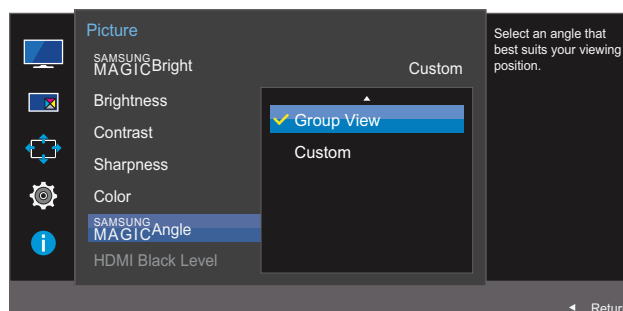 Picture
SAMSUNG
MAGICBright
Custom
Brightness
Contrast
Sharpness
Color
SAMSUNG
MAGICAngle
HDMI Black Level
Group View
Custom
Select an angle that
best suits your viewing
position.